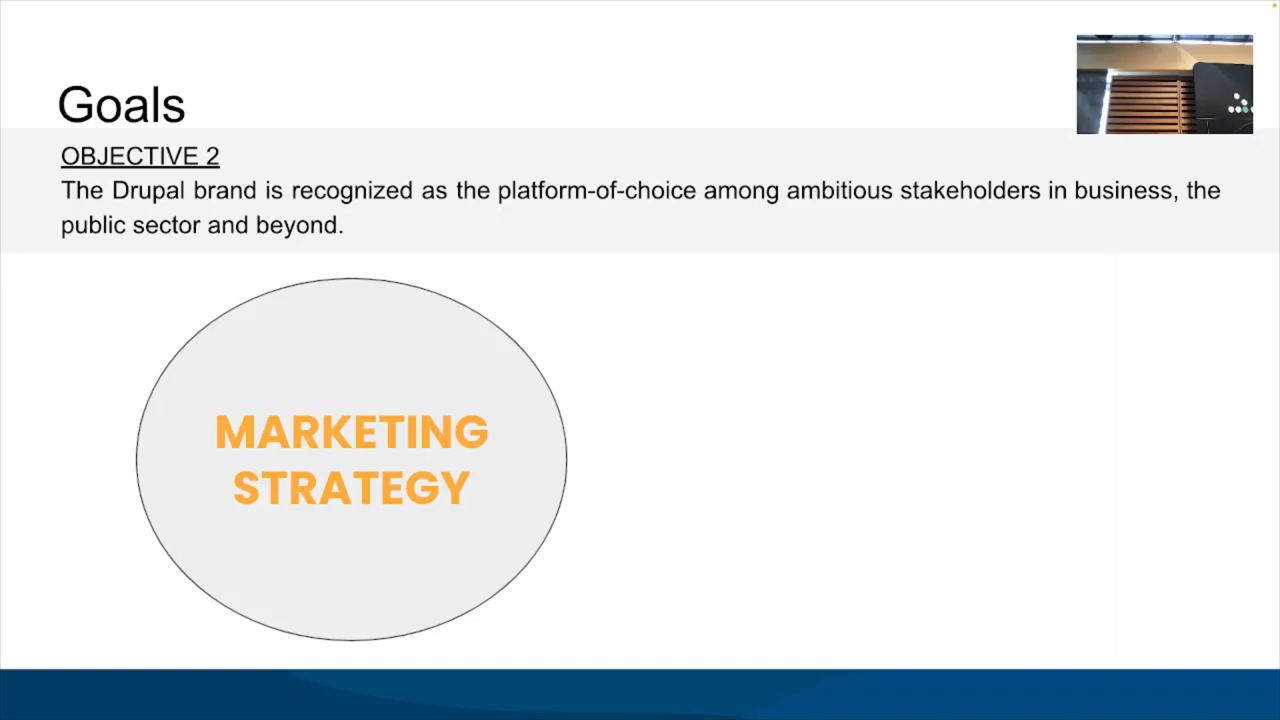 Goals
OBJECTIVE 2
The Drupal brand is recognized as the platform-of-choice among ambitious stakeholders in business, the
public sector and beyond.
MARKETING
STRATEGY